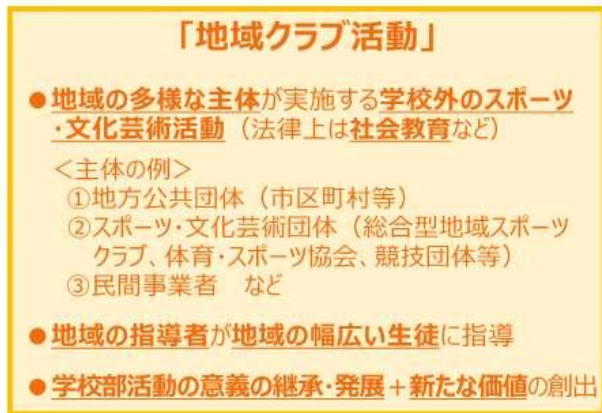 「地域クラブ活動」
●地域の多様な主体が実施する学校外のスポーツ
・文化芸術活動（法律上は社会教育など）
＜主体の例＞
①地方公共団体（市区町村等）
②スポーツ・文化芸術団体（総合型地域スポーツ
クラブ、体育・スポーツ協会、競技団体等）
③民間事業者　など
●地域の指導者が地域の幅広い生徒に指導
●学校部活動の意義の継承・発展＋新たな価値の創出